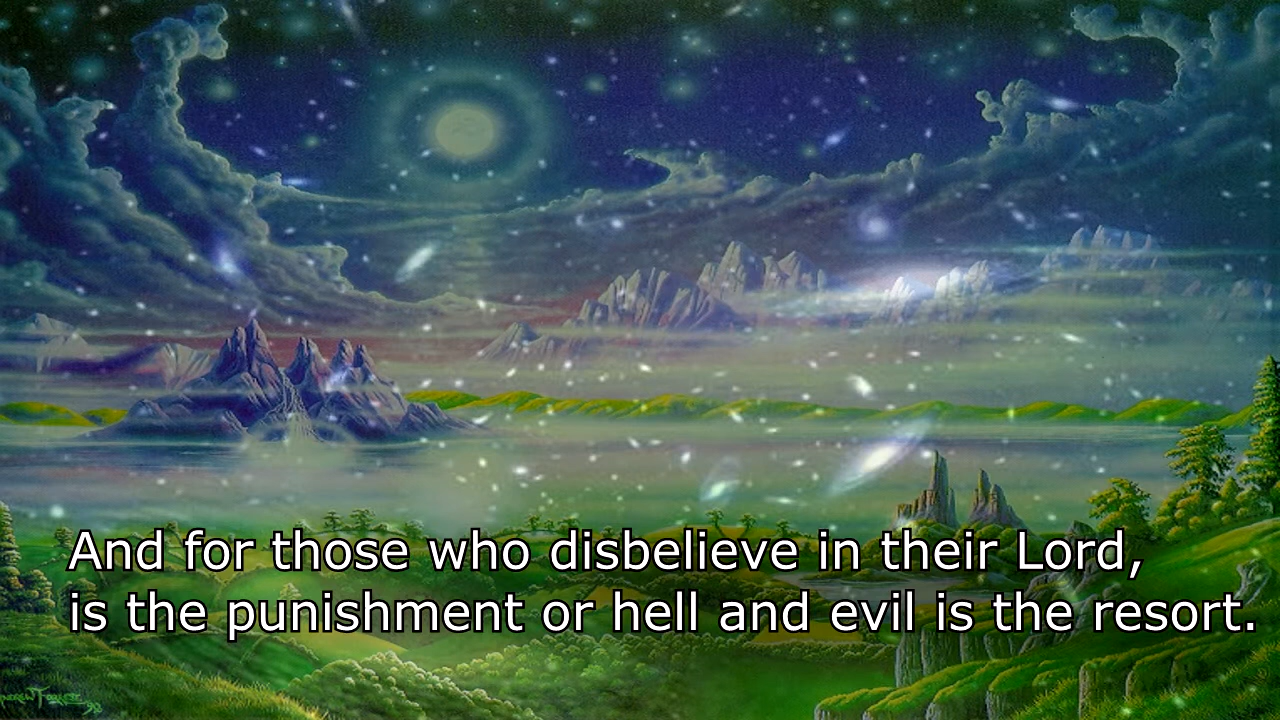 And for those who disbelieve in their Lord,
is the punishment or hell and evil is the resort.